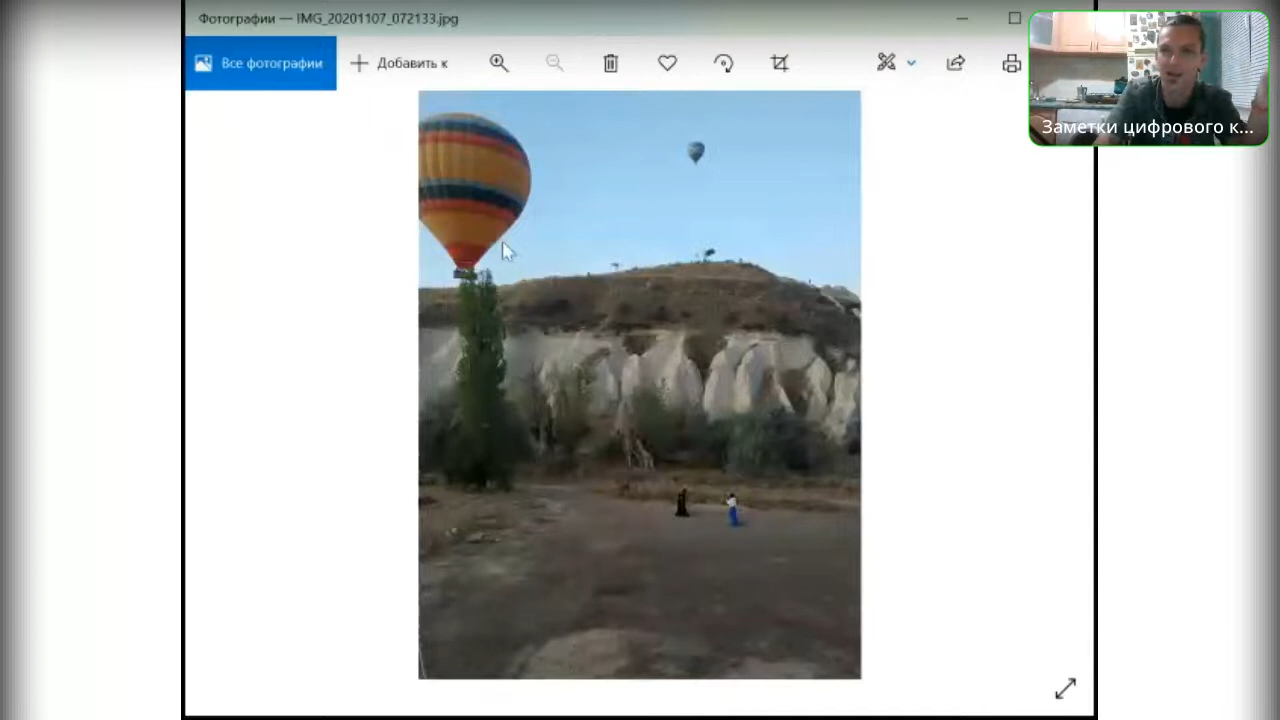 Фотографии — IMG_20201107_072133.jpg
Все фотографии
Добавить к
Заметки цифрового к...